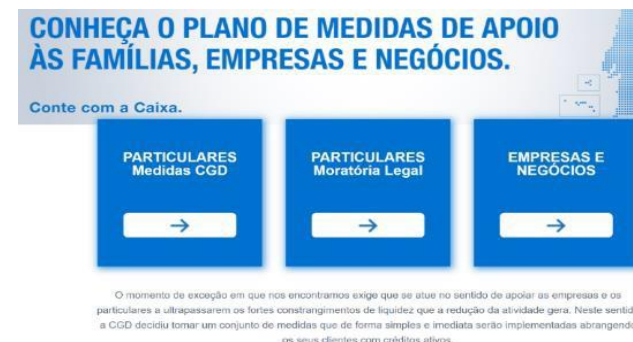 CONHEÇA O PLANO DE MEDIDAS DE APOIO
ÀS FAMÍLIAS, EMPRESAS E NEGÓCIOS.
Conte com a Caixa.
PARTICULARES
Medidas CGD
PARTICULARES
Moratória Legal
EMPRESAS E
NEGÓCIOS
O momento de exceção em que nos encontramos exige que se atue no sentido de apoiar as empresas e os
particulares a ultrapassarem os fortes constrangimentos de liquidez que a redução da atividade gera. Neste sentid
a CGD decidiu tomar um conjunto de medidas que de forma simples e imediata serão implementadas abrangendo
os seus clientes com créditos ativos